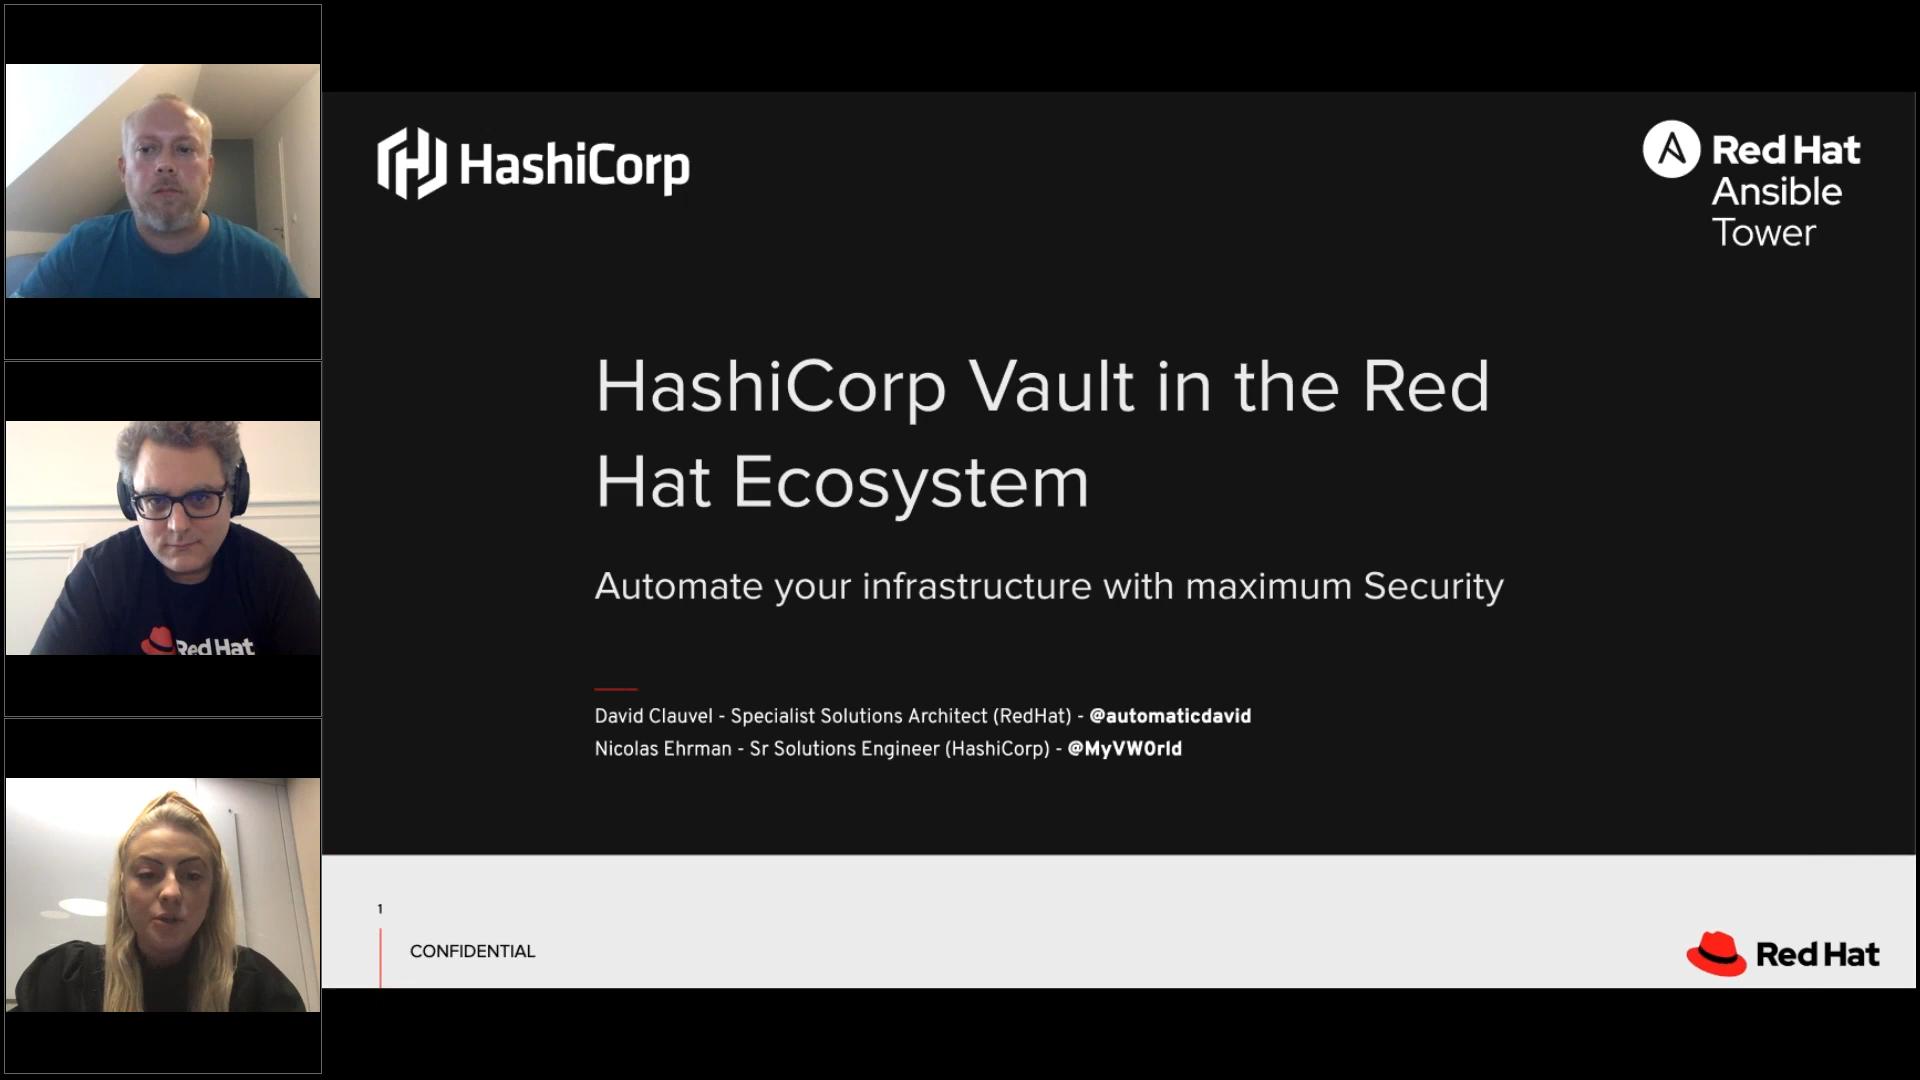 HashiCorp
Red Hat
Ansible
Tower
HashiCorp Vault in the Red
Hat Ecosystem
Automate your infrastructure with maximum Security
David Clauvel - Specialist Solutions Architect (RedHat) - @automaticdavid
Nicolas Ehrman - Sr Solutions Engineer (HashiCorp) - @MyVW0rld
Red Hat
1
CONFIDENTIAL
Red Hat